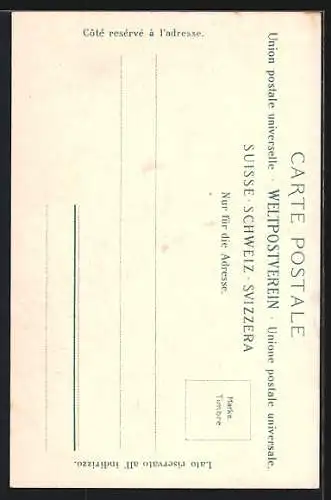 CARTE POSTALE
Union postale universelle · WELTPOSTVEREIN · Unione postale universale.
SUISSE · SCHWEIZ · SVIZZERA
Nur für die Adresse.
Côté resérvé à l'adresse.
Lato riservato all' indirizzo.
Marke.
Timbre